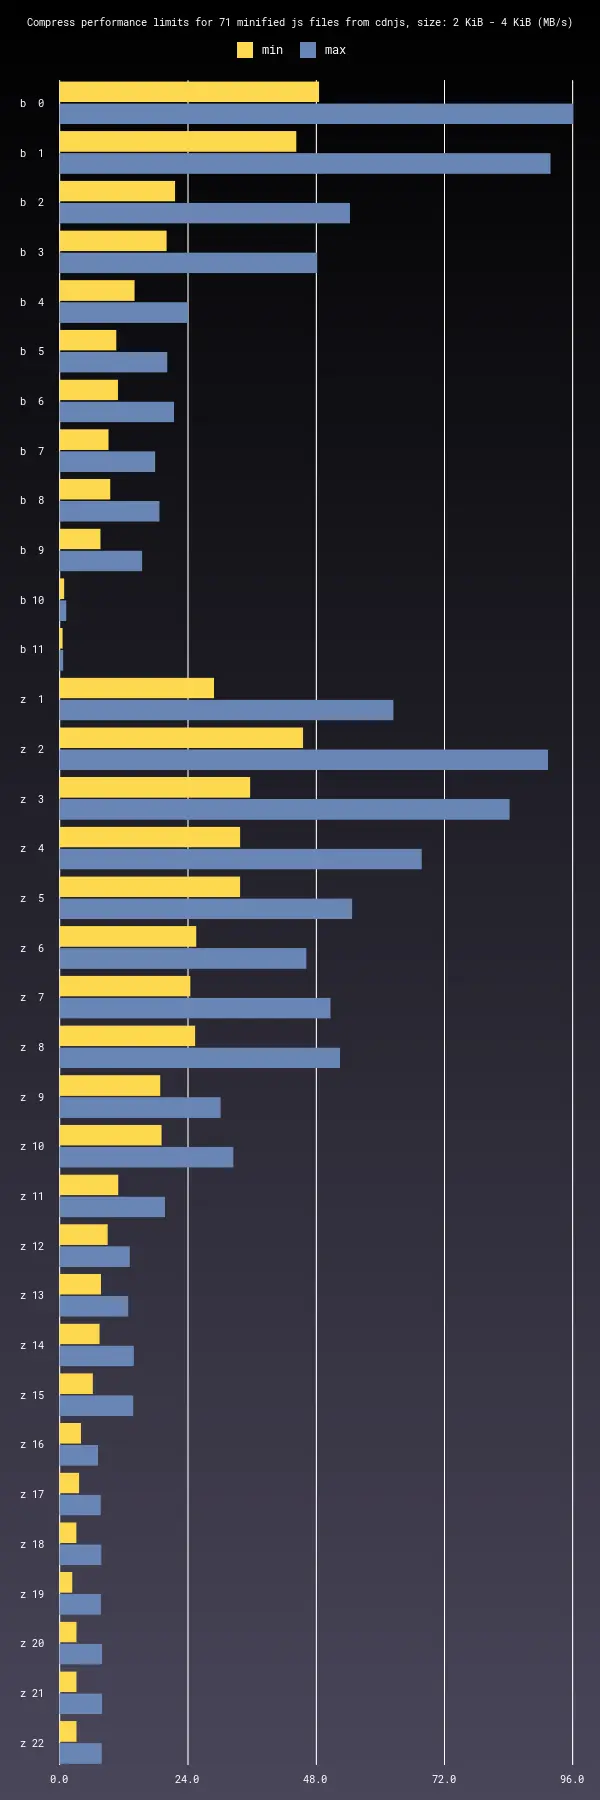 Compress performance limits for 71 minified js files from cdnjs, size: 2 KiB - 4 KiB (MB/s)
min max
b 0
b 1
b 2
b 3
b 4
b 5
b 6
b 7
b 8
b 9
b 10
b 11
z 1
z 2
z 3
z 4
z 5
z 6
z 7
z 8
z 9
z 10
z 11
z 12
z 13
z 14
z 15
z 16
z 17
z 18
z 19
z 20
z 21
z 22
0.0 24.0 48.0 72.0 96.0